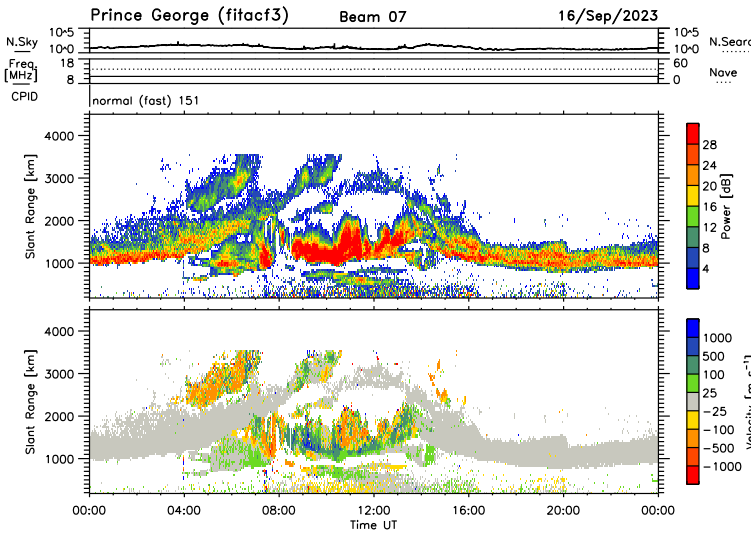 Prince George (fitacf3) Beam 07 16/Sep/2023
N.Sky 10^5 10^0 10^5 10^0 N.Searc
Freq. [MHz] 18 8 60 0 Nave
CPID normal (fast) 151
Slant Range [km] 4000 3000 2000 1000
28 24 20 16 12 8 4 Power [dB]
Slant Range [km] 4000 3000 2000 1000
1000 500 100 25 -25 -100 -500 -1000 Velocity [m s^-1]
00:00 04:00 08:00 12:00 16:00 20:00 00:00
Time UT